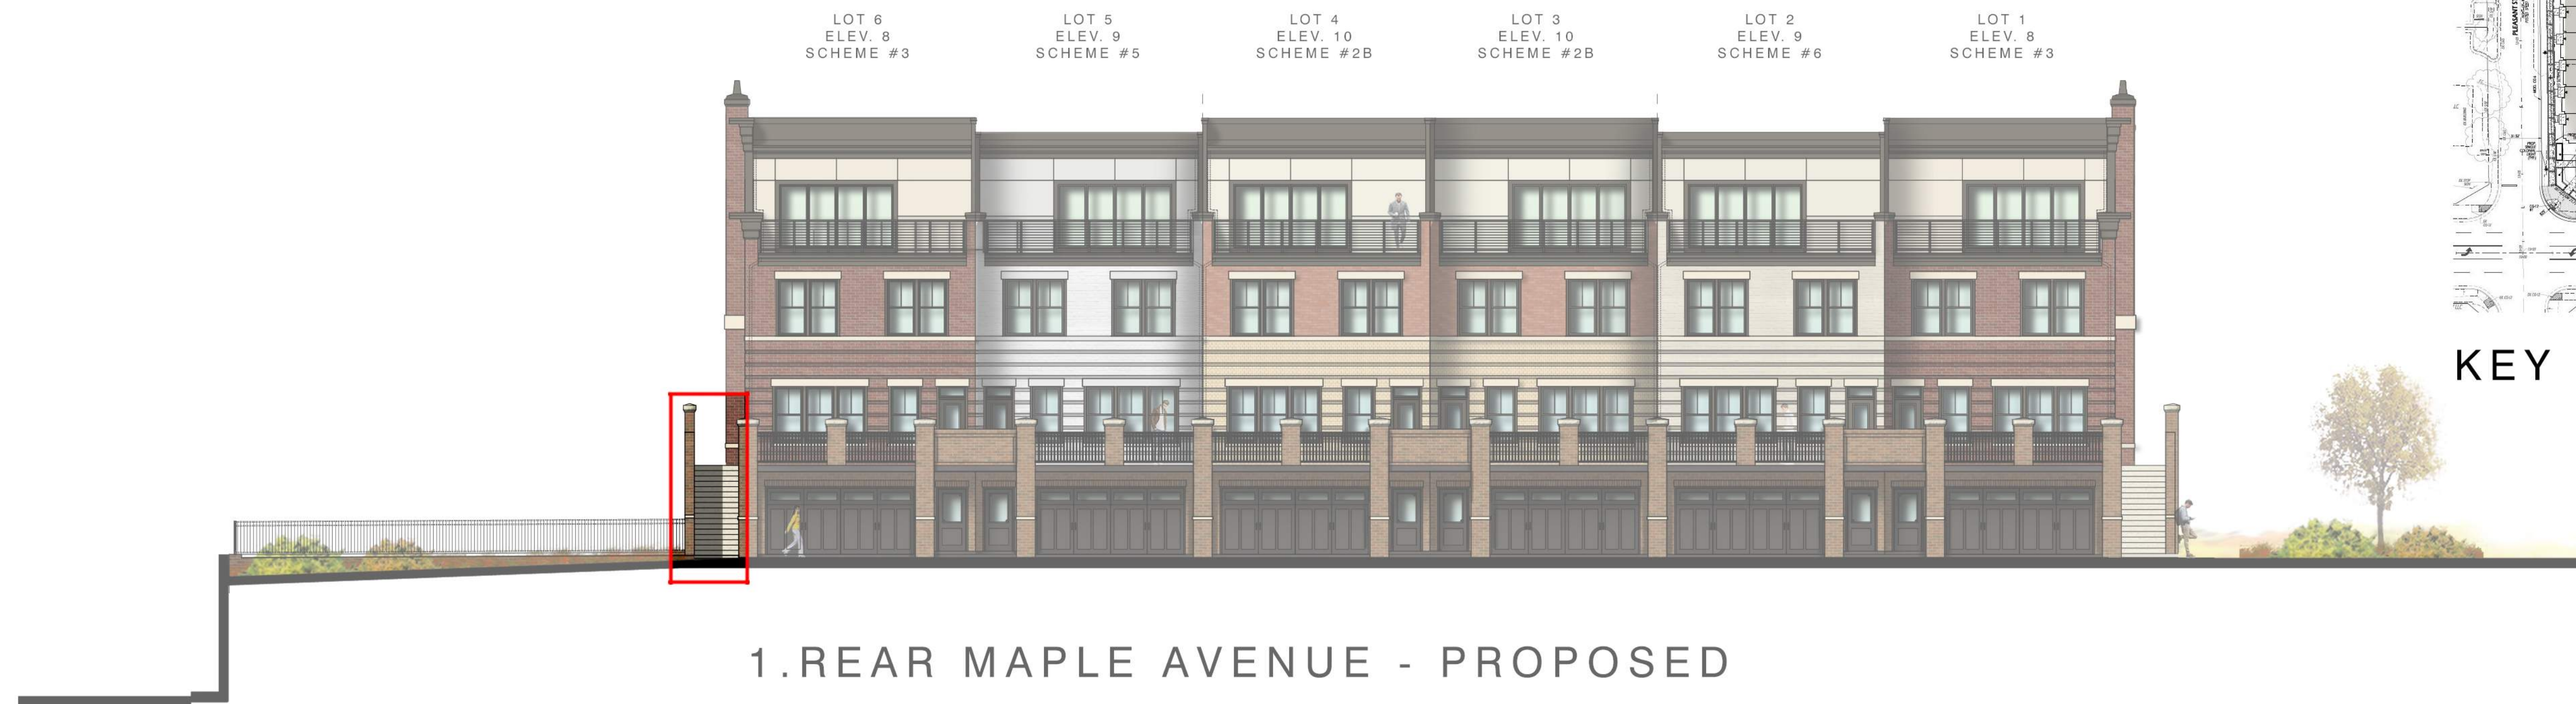 LOT 6
ELEV. 8
SCHEME #3
LOT 5
ELEV. 9
SCHEME #5
LOT 4
ELEV. 10
SCHEME #2B
LOT 3
ELEV. 10
SCHEME #2B
LOT 2
ELEV. 9
SCHEME #6
LOT 1
ELEV. 8
SCHEME #3
PLEASANT
KEY
1.REAR MAPLE AVENUE - PROPOSED